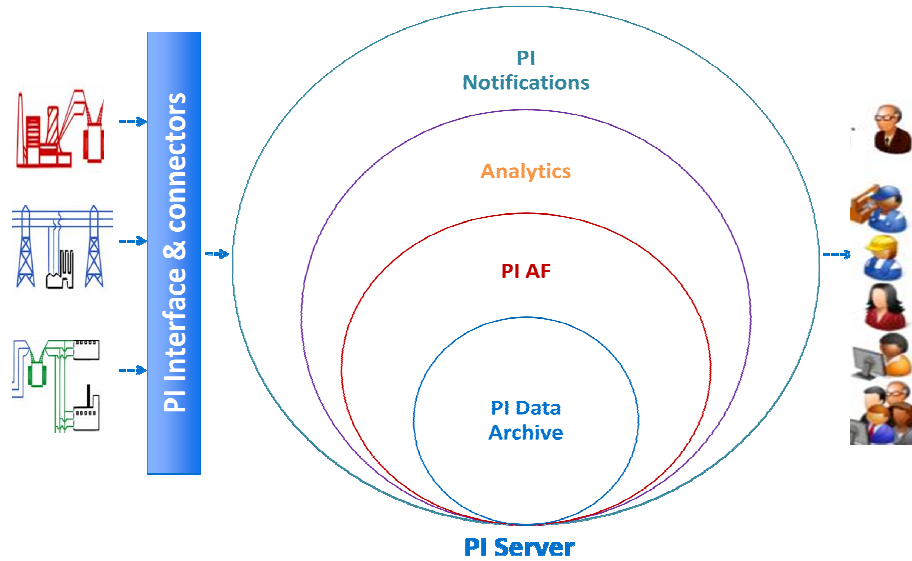 PI Interface & connectors
PI
Notifications
Analytics
PI AF
PI Data
Archive
PI Server